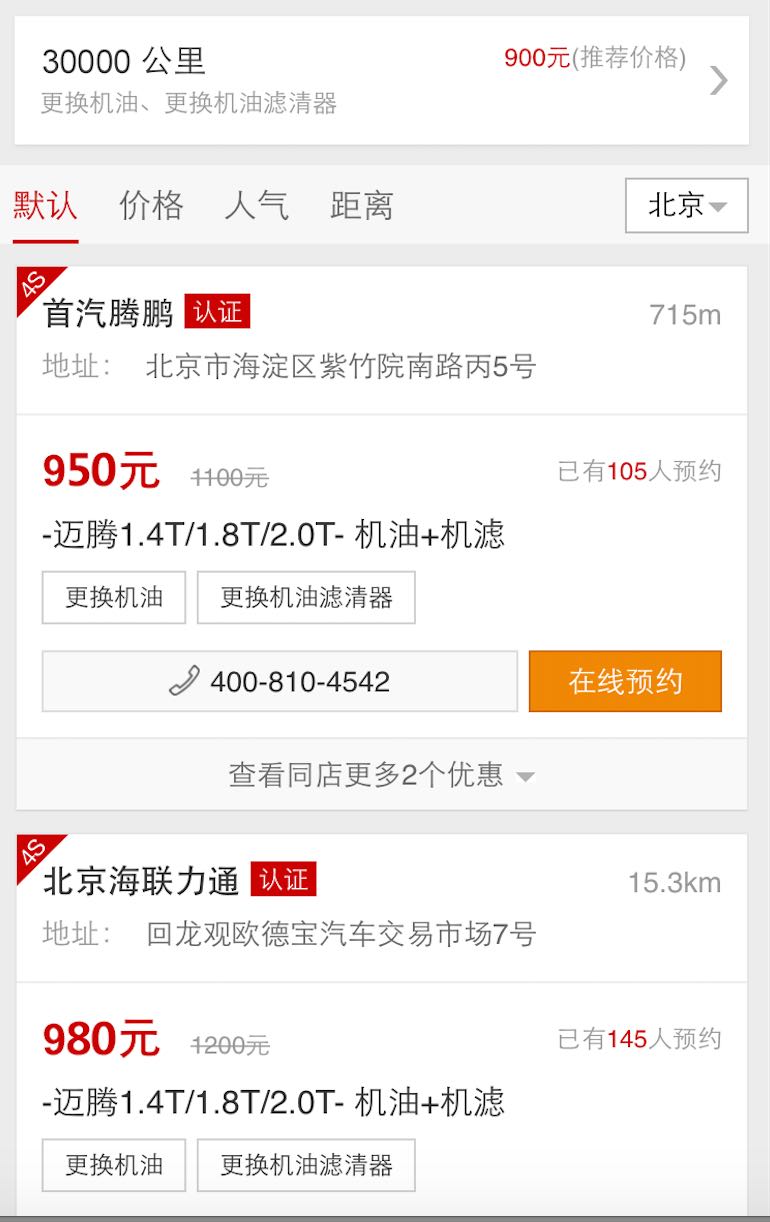 30000 公里 900元(推荐价格)
更换机油、更换机油滤清器
默认 价格 人气 距离 北京
4S
首汽腾鹏 认证 715m
地址： 北京市海淀区紫竹院南路丙5号
950元 1100元 已有105人预约
-迈腾1.4T/1.8T/2.0T- 机油+机滤
更换机油 更换机油滤清器
400-810-4542 在线预约
查看同店更多2个优惠
4S
北京海联力通 认证 15.3km
地址： 回龙观欧德宝汽车交易市场7号
980元 1200元 已有145人预约
-迈腾1.4T/1.8T/2.0T- 机油+机滤
更换机油 更换机油滤清器